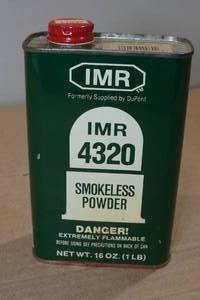 IMR TM
Formerly Supplied by DuPont
IMR
4320
SMOKELESS
POWDER
DANGER!
EXTREMELY FLAMMABLE
BEFORE USING SEE PRECAUTIONS ON BACK OF CAN
NET WT. 16 OZ. (1 LB)